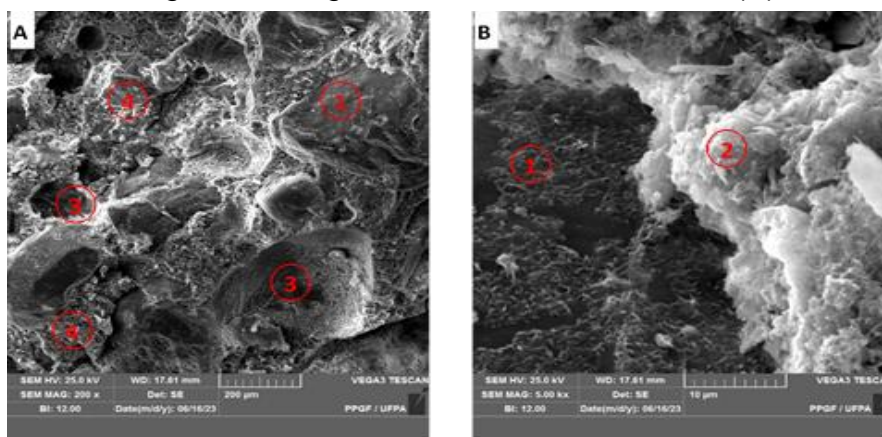 A
4
3
3
3
4
SEM HV: 25.0 kV
WD: 17.61 mm
VEGA3 TESCAN
SEM MAG: 200 x
Det: SE
200 µm
BI: 12.00
Date(m/d/y): 06/16/23
PPGF / UFPA
B
1
2
SEM HV: 25.0 kV
WD: 17.61 mm
VEGA3 TESCAN
SEM MAG: 5.00 kx
Det: SE
10 µm
BI: 12.00
Date(m/d/y): 06/16/23
PPGF / UFPA